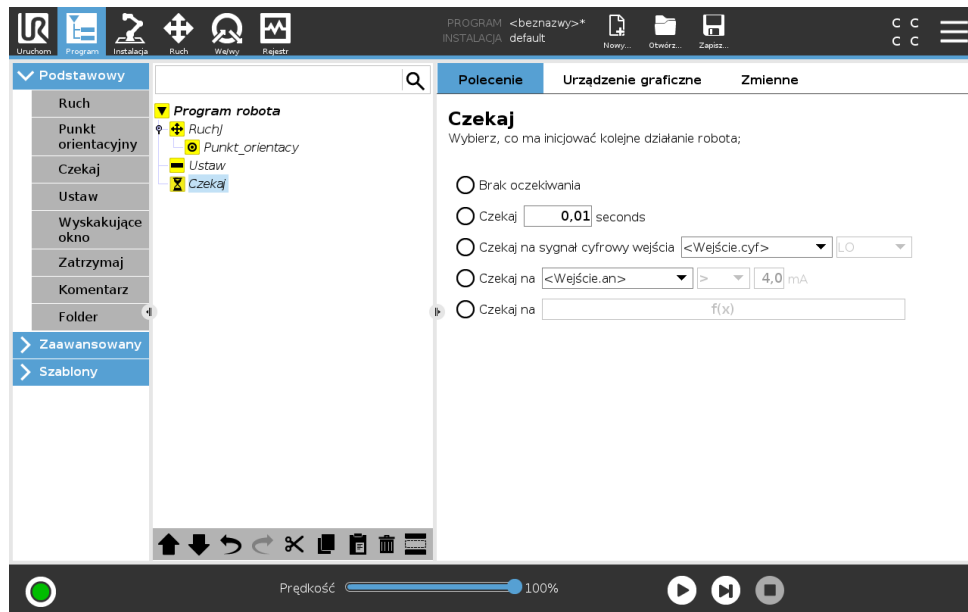 UR
PROGRAM <beznazwy>*
INSTALACJA default
C C
C C
Uruchom Program Instalacja Ruch We/wy Rejestr Nowy... Otwórz... Zapisz...
Podstawowy
Ruch
Punkt
orientacyjny
Czekaj
Ustaw
Wyskakujące
okno
Zatrzymaj
Komentarz
Folder
Zaawansowany
Szablony
Program robota
RuchJ
Punkt_orientacy
Ustaw
Czekaj
Polecenie Urządzenie graficzne Zmienne
Czekaj
Wybierz, co ma inicjować kolejne działanie robota;
Brak oczekiwania
Czekaj 0,01 seconds
Czekaj na sygnał cyfrowy wejścia <Wejście.cyf> LO
Czekaj na <Wejście.an> > 4,0 mA
Czekaj na f(x)
Prędkość 100%